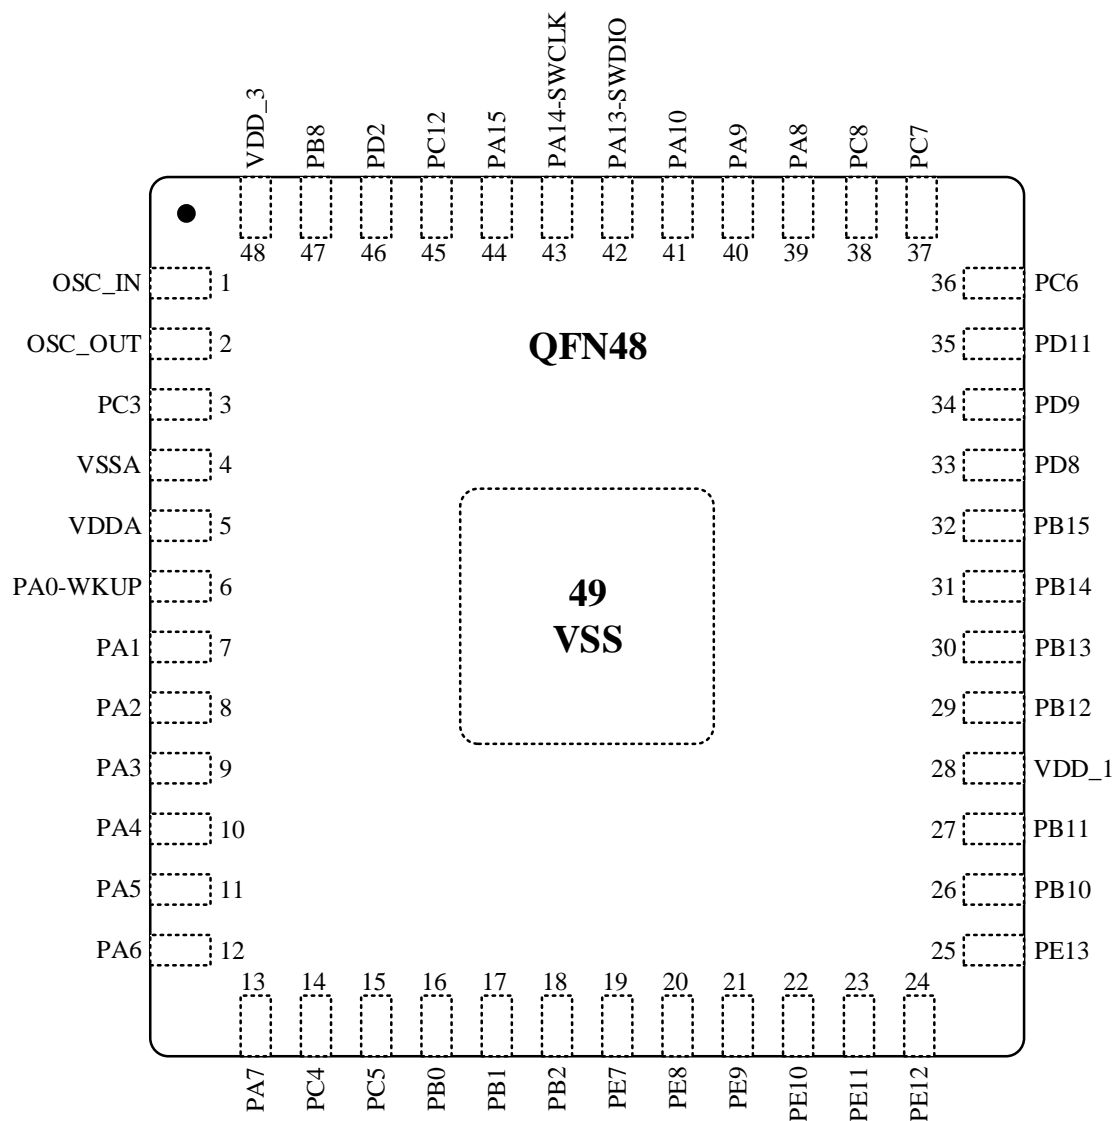 VDD_3 PB8 PD2 PC12 PA15 PA14-SWCLK PA13-SWDIO PA10 PA9 PA8 PC8 PC7
48 47 46 45 44 43 42 41 40 39 38 37
OSC_IN 1 36 PC6
OSC_OUT 2 QFN48 35 PD11
PC3 3 34 PD9
VSSA 4 33 PD8
VDDA 5 32 PB15
PA0-WKUP 6 49 31 PB14
VSS
PA1 7 30 PB13
PA2 8 29 PB12
PA3 9 28 VDD_1
PA4 10 27 PB11
PA5 11 26 PB10
PA6 12 25 PE13
13 14 15 16 17 18 19 20 21 22 23 24
PA7 PC4 PC5 PB0 PB1 PB2 PE7 PE8 PE9 PE10 PE11 PE12